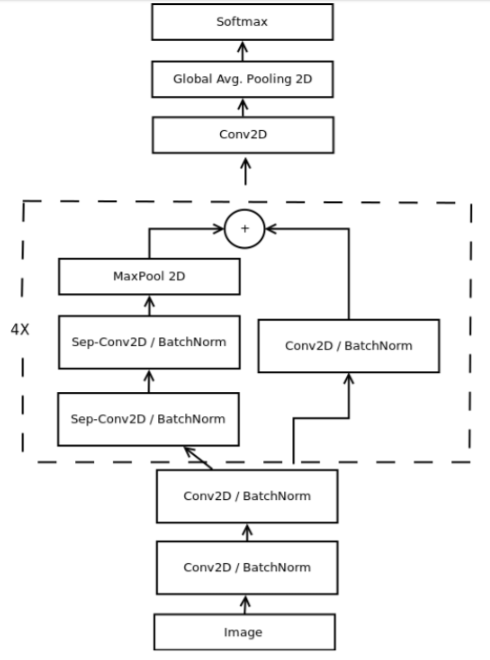 Softmax
Global Avg. Pooling 2D
Conv2D
+
MaxPool 2D
4X
Sep-Conv2D / BatchNorm
Conv2D / BatchNorm
Sep-Conv2D / BatchNorm
Conv2D / BatchNorm
Conv2D / BatchNorm
Image